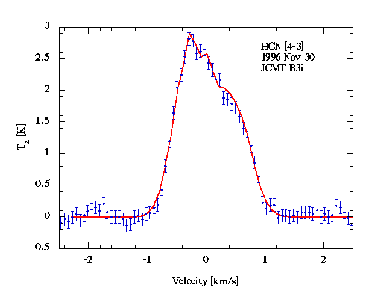 3
2.5
2
1.5
1
0.5
0
0.5
HCN [4-3]
1996 Nov 30
JCMT B3i
T₂ [K]
-2
-1
0
1
2
Velocity [km/s]